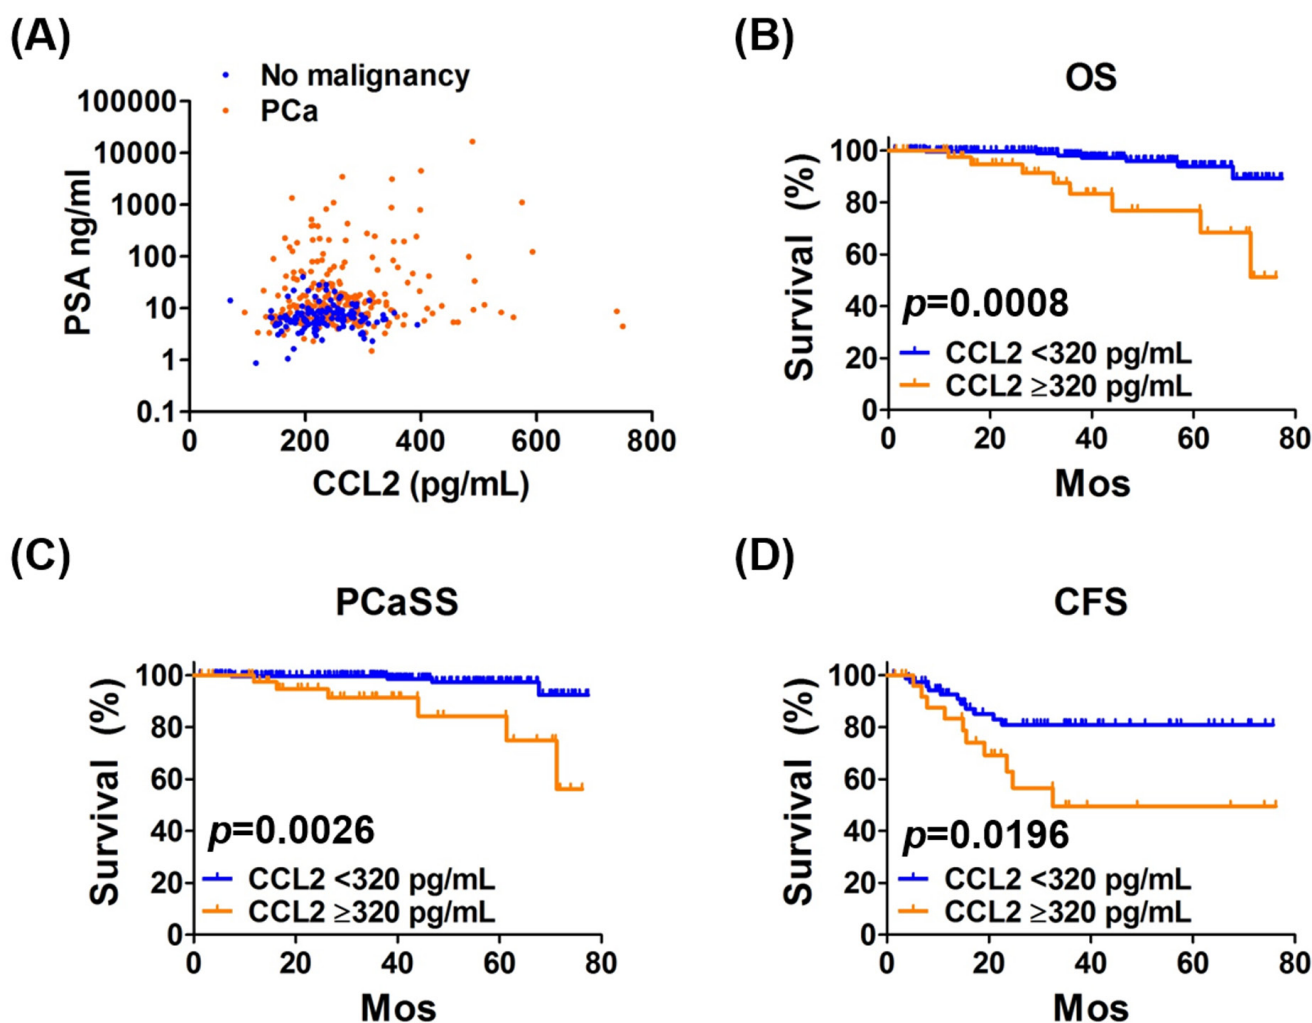 (A)
No malignancy
PCa
100000
10000
1000
100
10
1
0.1
PSA ng/ml
0 200 400 600 800
CCL2 (pg/mL)
(B)
OS
100
80
60
40
20
0
Survival (%)
p=0.0008
CCL2 <320 pg/mL
CCL2 ≥320 pg/mL
0 20 40 60 80
Mos
(C)
PCaSS
100
80
60
40
20
0
Survival (%)
p=0.0026
CCL2 <320 pg/mL
CCL2 ≥320 pg/mL
0 20 40 60 80
Mos
(D)
CFS
100
80
60
40
20
0
Survival (%)
p=0.0196
CCL2 <320 pg/mL
CCL2 ≥320 pg/mL
0 20 40 60 80
Mos